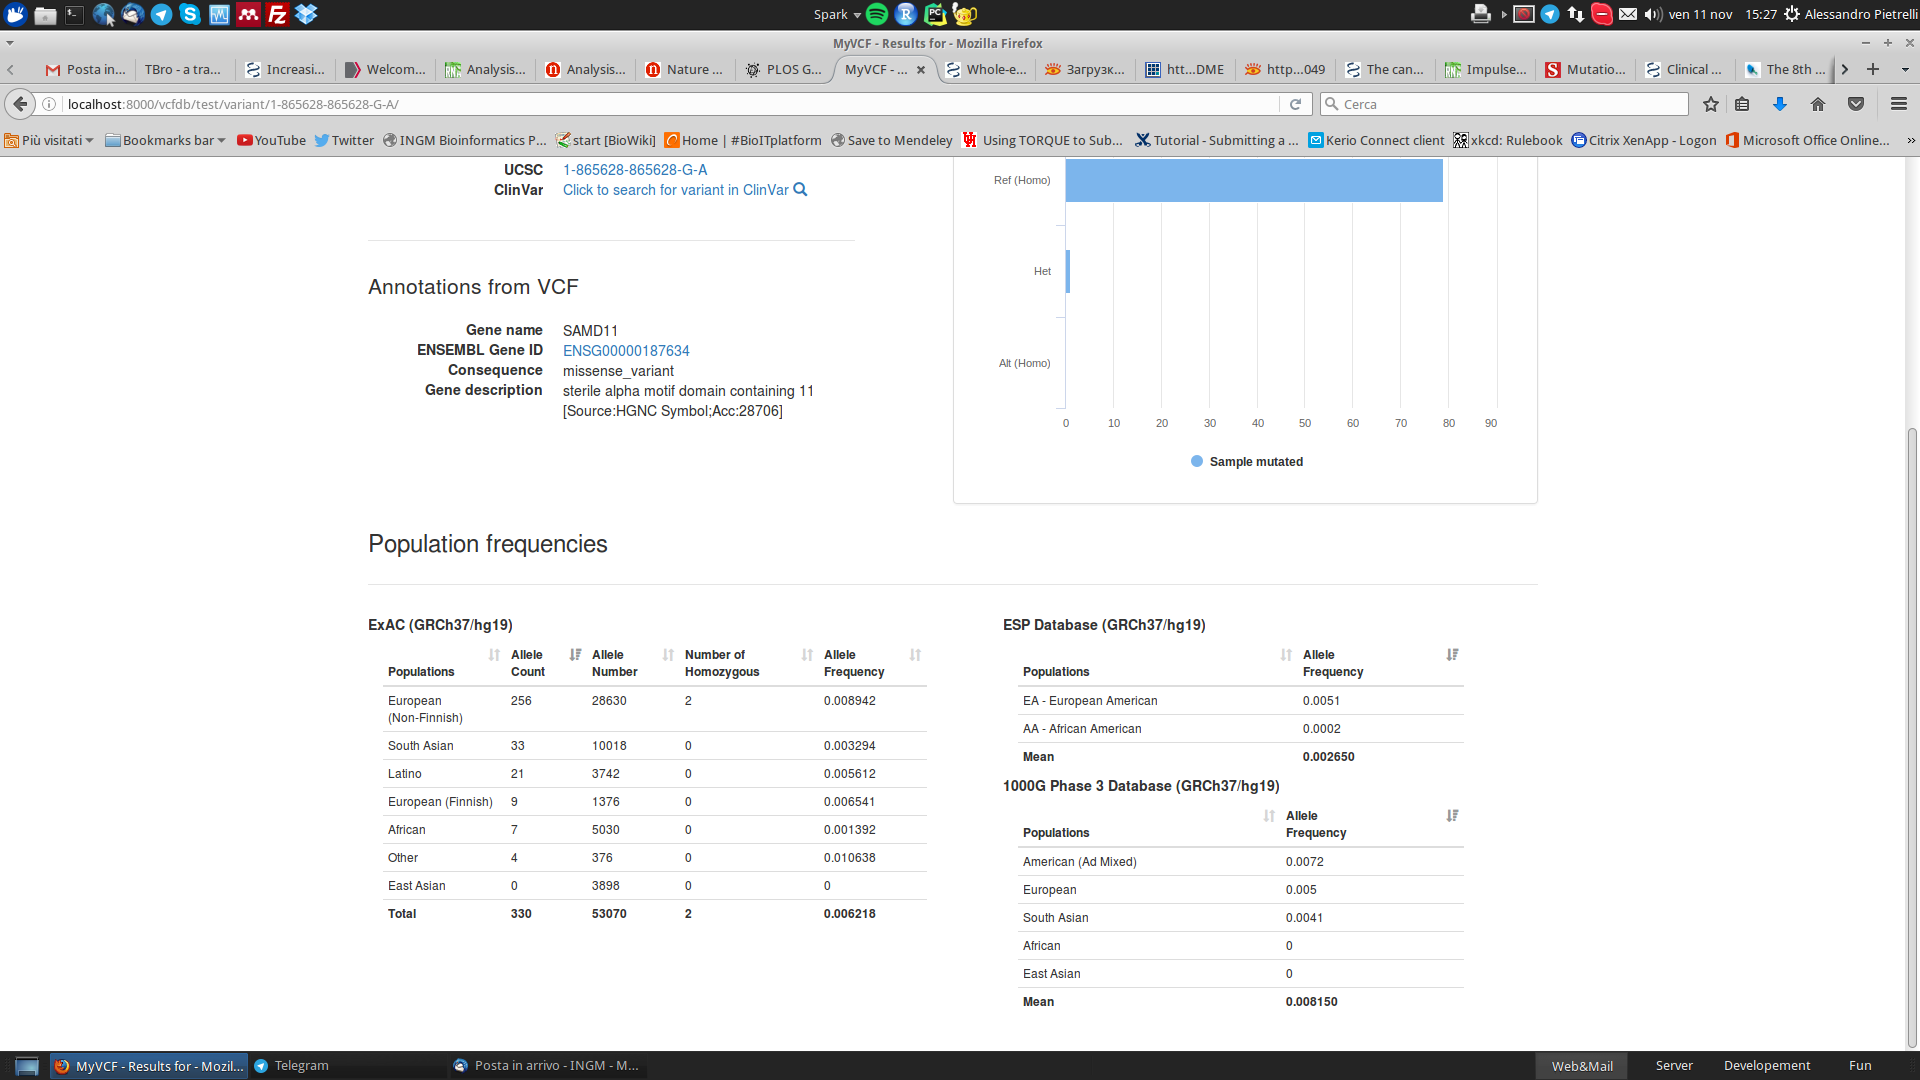 Spark
ven 11 nov 15:27 Alessandro Pietrelli
MyVCF - Results for - Mozilla Firefox
Posta in...
TBro - a tra...
Increasi...
Welcom...
Analysis...
Analysis...
Nature ...
PLOS G...
MyVCF - ...
Whole-e...
Загрузк...
htt...DME
http...049
The can...
Impulse...
Mutatio...
Clinical ...
The 8th ...
localhost:8000/vcfdb/test/variant/1-865628-865628-G-A/
Cerca
Più visitati
Bookmarks bar
YouTube
Twitter
INGM Bioinformatics P...
start [BioWiki]
Home | #BioITplatform
Save to Mendeley
Using TORQUE to Sub...
Tutorial - Submitting a ...
Kerio Connect client
xkcd: Rulebook
Citrix XenApp - Logon
Microsoft Office Online...
UCSC 1-865628-865628-G-A
ClinVar Click to search for variant in ClinVar
Annotations from VCF
Gene name SAMD11
ENSEMBL Gene ID ENSG00000187634
Consequence missense_variant
Gene description sterile alpha motif domain containing 11
[Source:HGNC Symbol;Acc:28706]
Ref (Homo)
Het
Alt (Homo)
0 10 20 30 40 50 60 70 80 90
Sample mutated
Population frequencies
ExAC (GRCh37/hg19)
Populations Allele Count Allele Number Number of Homozygous Allele Frequency
European (Non-Finnish) 256 28630 2 0.008942
South Asian 33 10018 0 0.003294
Latino 21 3742 0 0.005612
European (Finnish) 9 1376 0 0.006541
African 7 5030 0 0.001392
Other 4 376 0 0.010638
East Asian 0 3898 0 0
Total 330 53070 2 0.006218
ESP Database (GRCh37/hg19)
Populations Allele Frequency
EA - European American 0.0051
AA - African American 0.0002
Mean 0.002650
1000G Phase 3 Database (GRCh37/hg19)
Populations Allele Frequency
American (Ad Mixed) 0.0072
European 0.005
South Asian 0.0041
African 0
East Asian 0
Mean 0.008150
MyVCF - Results for - Mozil...
Telegram
Posta in arrivo - INGM - M...
Web&Mail
Server
Developement
Fun